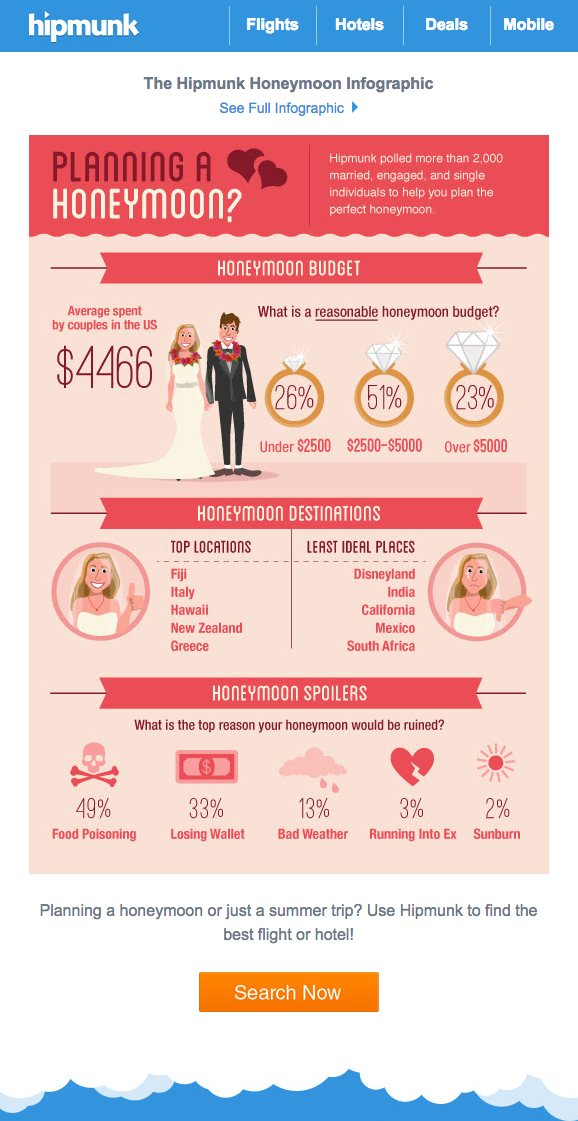 hipmunk
Flights
Hotels
Deals
Mobile
The Hipmunk Honeymoon Infographic
See Full Infographic
PLANNING A
HONEYMOON?
Hipmunk polled more than 2,000
married, engaged, and single
individuals to help you plan the
perfect honeymoon.
HONEYMOON BUDGET
Average spent
by couples in the US
$4466
What is a reasonable honeymoon budget?
26%
51%
23%
Under $2500
$2500-$5000
Over $5000
HONEYMOON DESTINATIONS
TOP LOCATIONS
Fiji
Italy
Hawaii
New Zealand
Greece
LEAST IDEAL PLACES
Disneyland
India
California
Mexico
South Africa
HONEYMOON SPOILERS
What is the top reason your honeymoon would be ruined?
$
49%
33%
13%
3%
2%
Food Poisoning
Losing Wallet
Bad Weather
Running Into Ex
Sunburn
Planning a honeymoon or just a summer trip? Use Hipmunk to find the
best flight or hotel!
Search Now